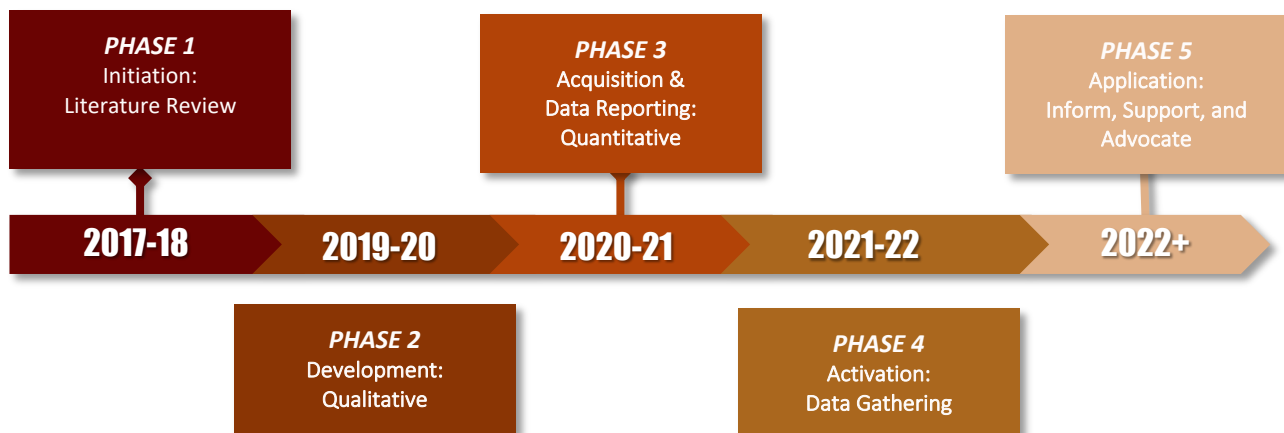 PHASE 1
Initiation:
Literature Review
PHASE 3
Acquisition &
Data Reporting:
Quantitative
PHASE 5
Application:
Inform, Support, and
Advocate
2017-18
2019-20
2020-21
2021-22
2022+
PHASE 2
Development:
Qualitative
PHASE 4
Activation:
Data Gathering